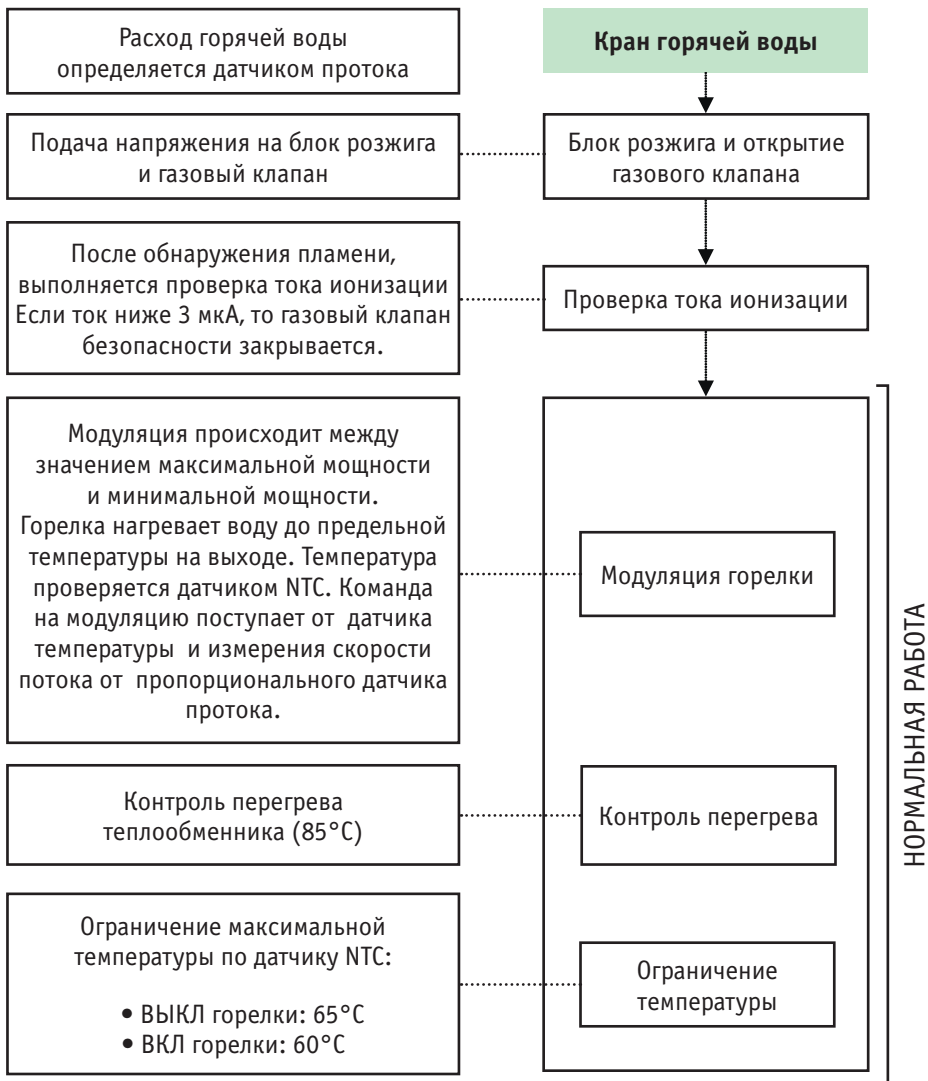 Расход горячей воды
определяется датчиком протока
Кран горячей воды
Подача напряжения на блок розжига
и газовый клапан
Блок розжига и открытие
газового клапана
После обнаружения пламени,
выполняется проверка тока ионизации
Если ток ниже 3 мкА, то газовый клапан
безопасности закрывается.
Проверка тока ионизации
Модуляция происходит между
значением максимальной мощности
и минимальной мощности.
Горелка нагревает воду до предельной
температуры на выходе. Температура
проверяется датчиком NTC. Команда
на модуляцию поступает от датчика
температуры и измерения скорости
потока от пропорционального датчика
протока.
Модуляция горелки
Контроль перегрева
теплообменника (85°C)
Контроль перегрева
Ограничение максимальной
температуры по датчику NTC:
• ВЫКЛ горелки: 65°C
• ВКЛ горелки: 60°C
Ограничение
температуры
НОРМАЛЬНАЯ РАБОТА